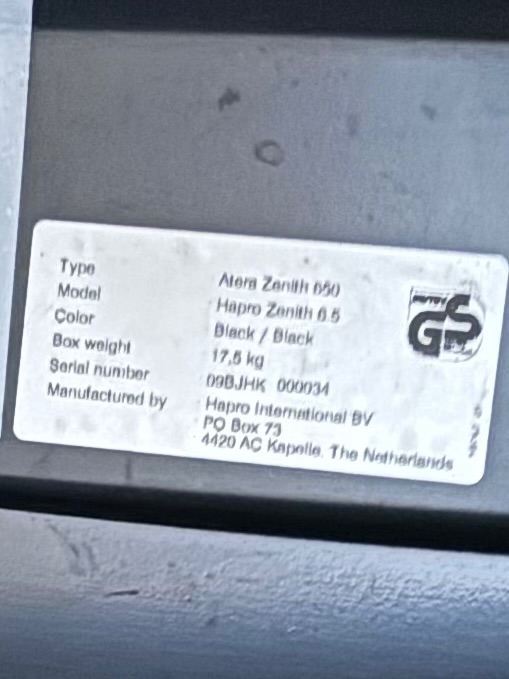 Type Atera Zenith 650
Model Hapro Zenith 6.5
Color Black / Black
Box weight 17,5 kg
Serial number 09BJHK 000034
Manufactured by Hapro International BV
PO Box 73
4420 AC Kapelle, The Netherlands
GS